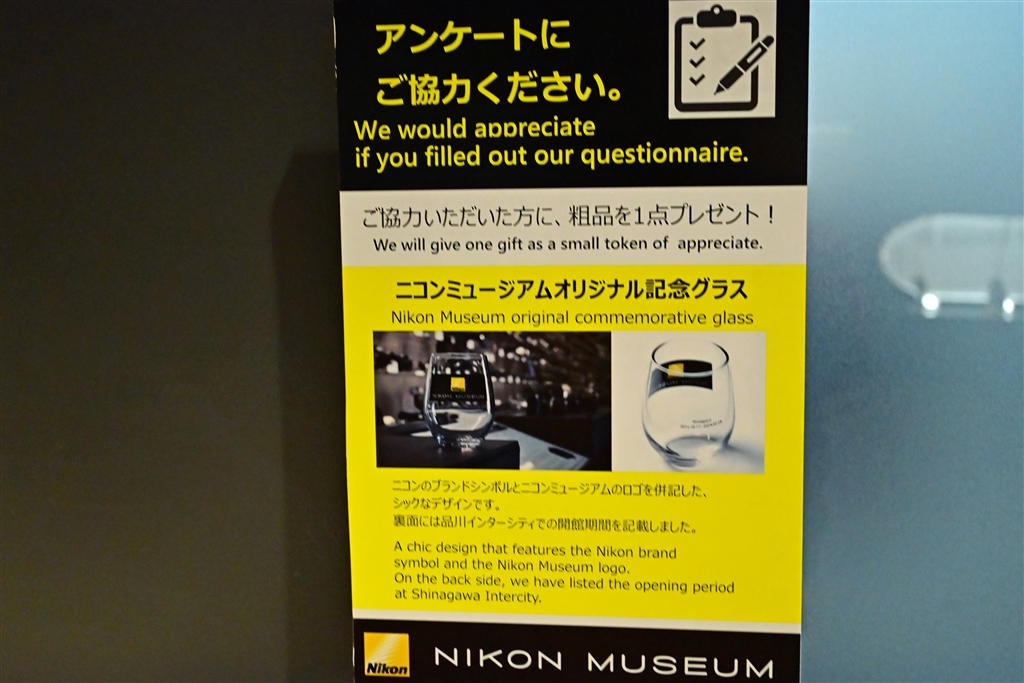 アンケートに
ご協力ください。
We would appreciate
if you filled out our questionnaire.
ご協力いただいた方に、粗品を1点プレゼント！
We will give one gift as a small token of appreciate.
ニコンミュージアムオリジナル記念グラス
Nikon Museum original commemorative glass
NIKON MUSEUM
ニコンのブランドシンボルとニコンミュージアムのロゴを併記した、
シックなデザインです。
裏面には品川インターシティでの開館期間を記載しました。
A chic design that features the Nikon brand
symbol and the Nikon Museum logo.
On the back side, we have listed the opening period
at Shinagawa Intercity.
Nikon
NIKON MUSEUM